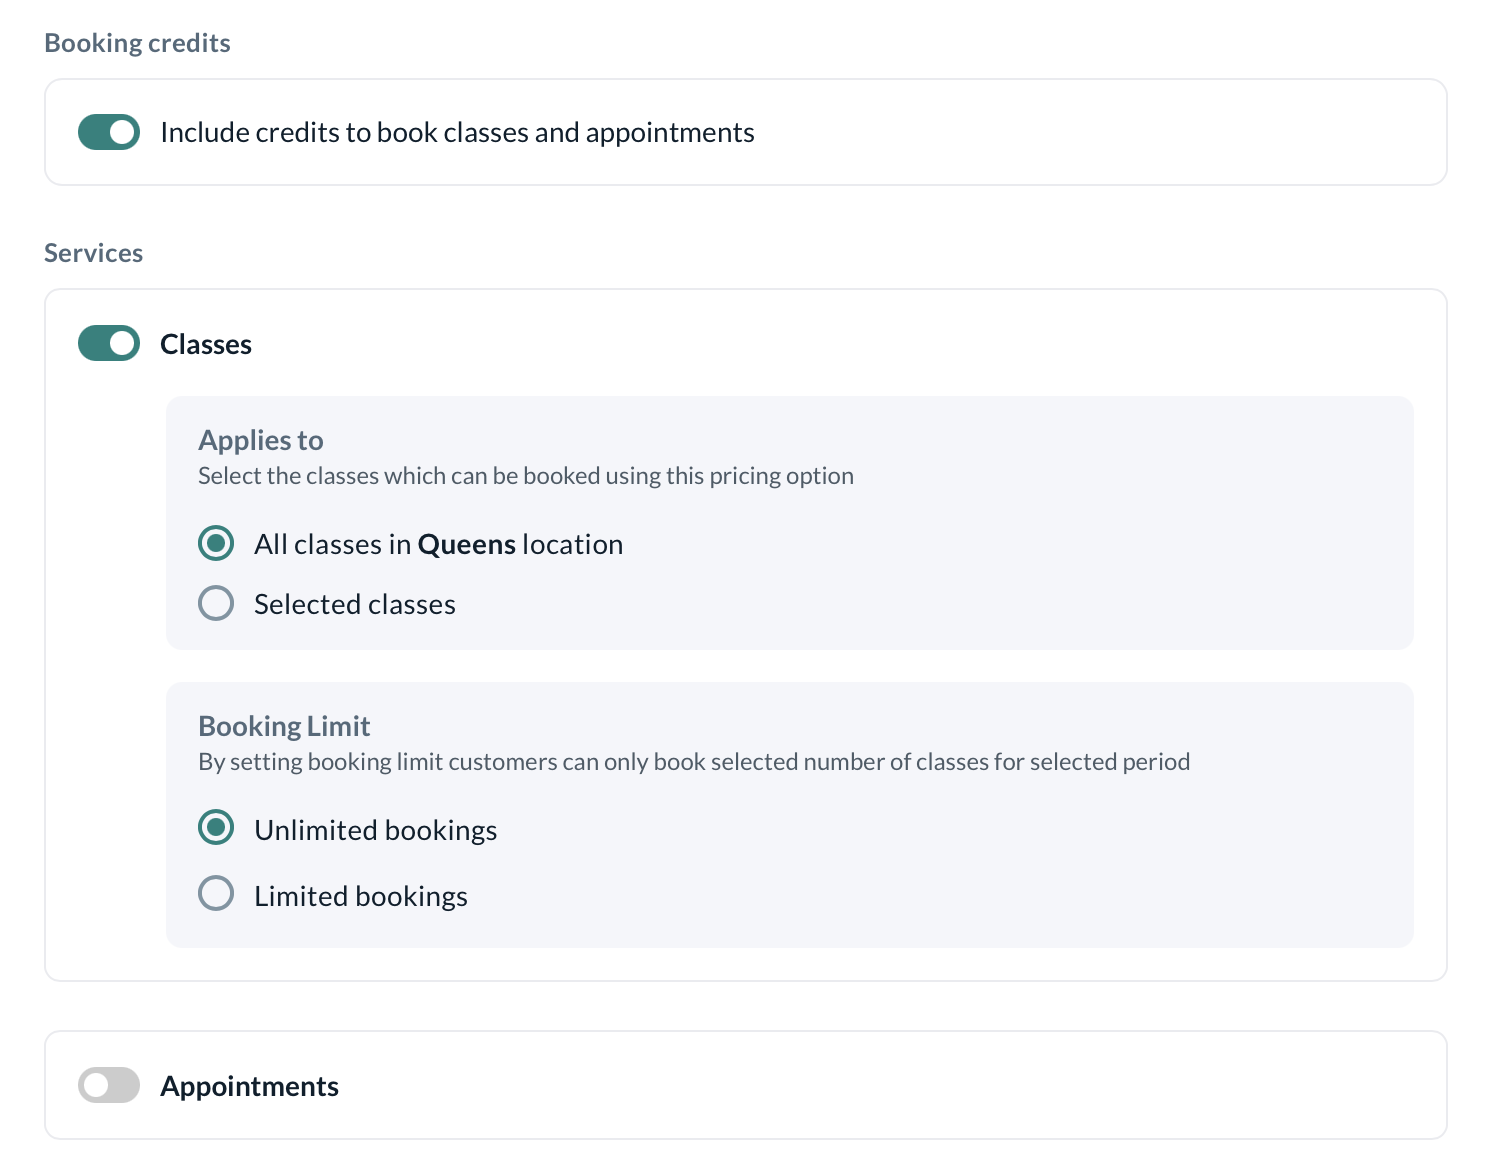 Booking credits
Include credits to book classes and appointments
Services
Classes
Applies to
Select the classes which can be booked using this pricing option
All classes in Queens location
Selected classes
Booking Limit
By setting booking limit customers can only book selected number of classes for selected period
Unlimited bookings
Limited bookings
Appointments